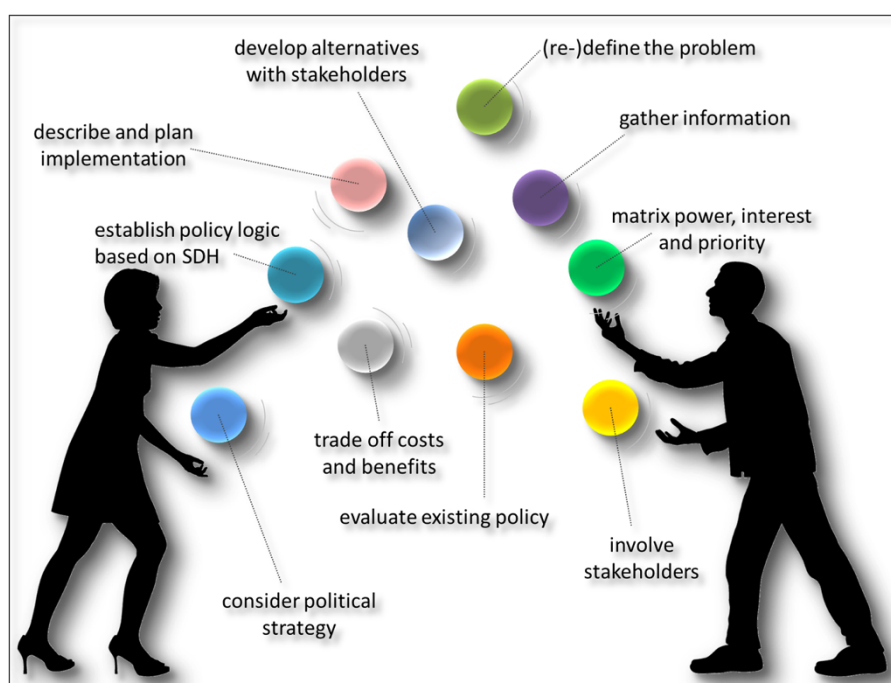 develop alternatives
with stakeholders
(re-)define the problem
gather information
describe and plan
implementation
matrix power, interest
and priority
establish policy logic
based on SDH
trade off costs
and benefits
evaluate existing policy
involve
stakeholders
consider political
strategy